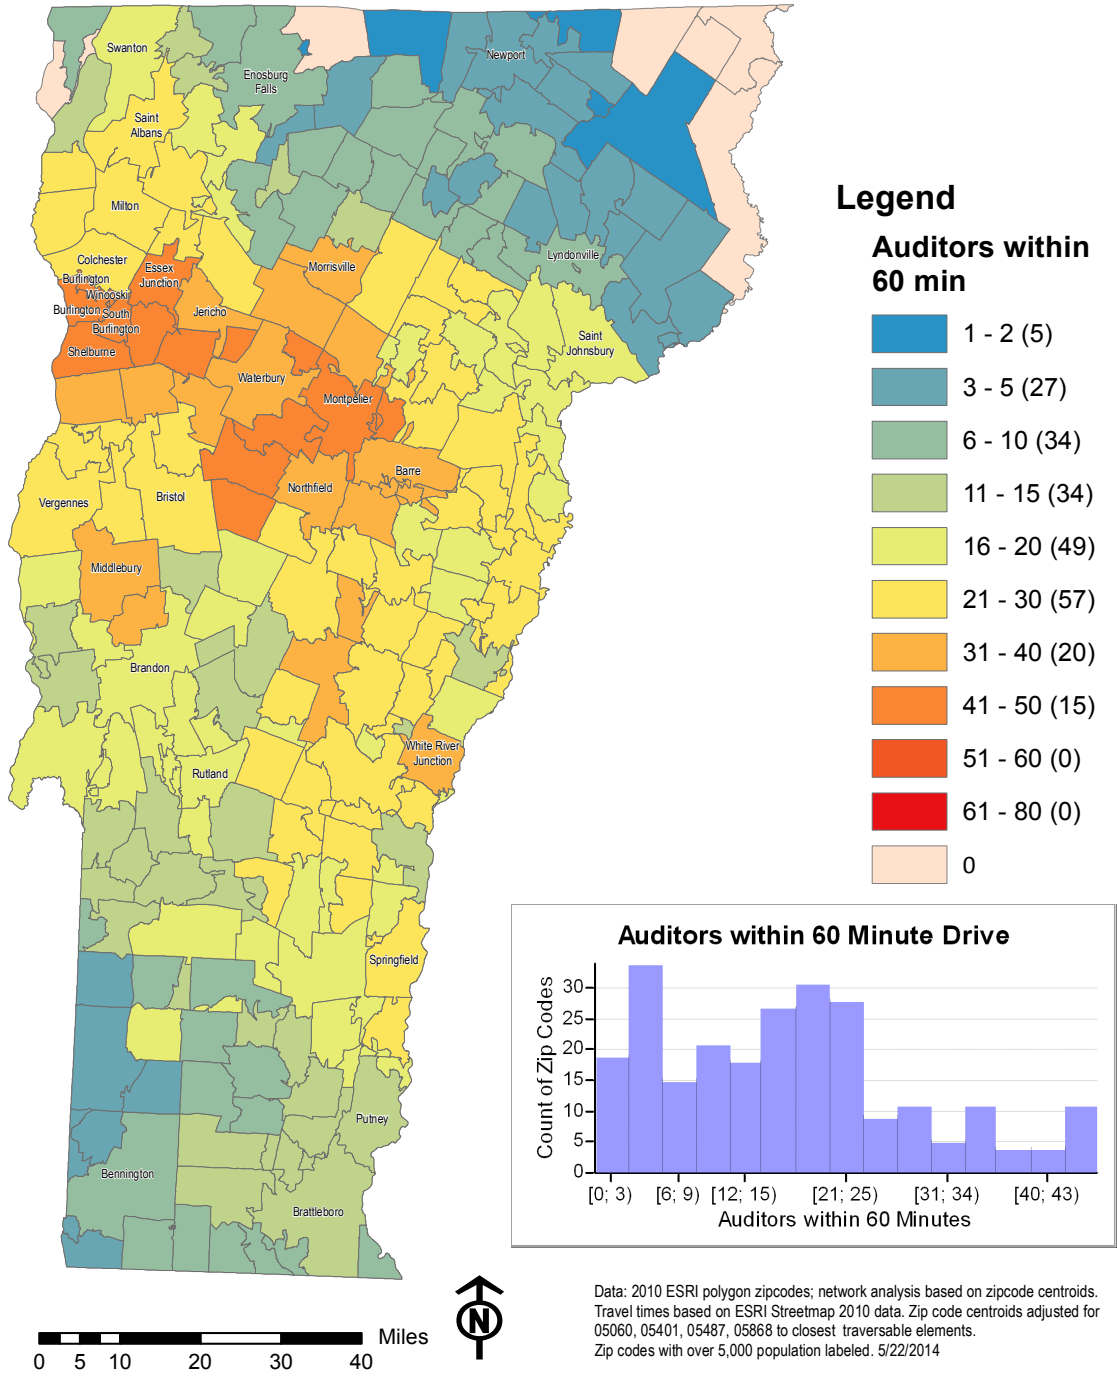 Swanton
Enosburg
Falls
Newport
Saint
Albans
Milton
Lyndonville
Colchester
Essex
Junction
Morrisville
Burlington
Winooski
Jericho
Burlington
South
Burlington
Shelburne
Saint
Johnsbury
Waterbury
Montpelier
Barre
Northfield
Vergennes
Bristol
Middlebury
Brandon
White River
Junction
Rutland
Springfield
Putney
Bennington
Brattleboro
Legend
Auditors within
60 min
1 - 2 (5)
3 - 5 (27)
6 - 10 (34)
11 - 15 (34)
16 - 20 (49)
21 - 30 (57)
31 - 40 (20)
41 - 50 (15)
51 - 60 (0)
61 - 80 (0)
0
Auditors within 60 Minute Drive
Count of Zip Codes
30
25
20
15
10
5
0
[0; 3) [6; 9) [12; 15) [21; 25) [31; 34) [40; 43)
Auditors within 60 Minutes
Miles
0 5 10 20 30 40
N
Data: 2010 ESRI polygon zipcodes; network analysis based on zipcode centroids.
Travel times based on ESRI Streetmap 2010 data. Zip code centroids adjusted for
05060, 05401, 05487, 05868 to closest traversable elements.
Zip codes with over 5,000 population labeled. 5/22/2014